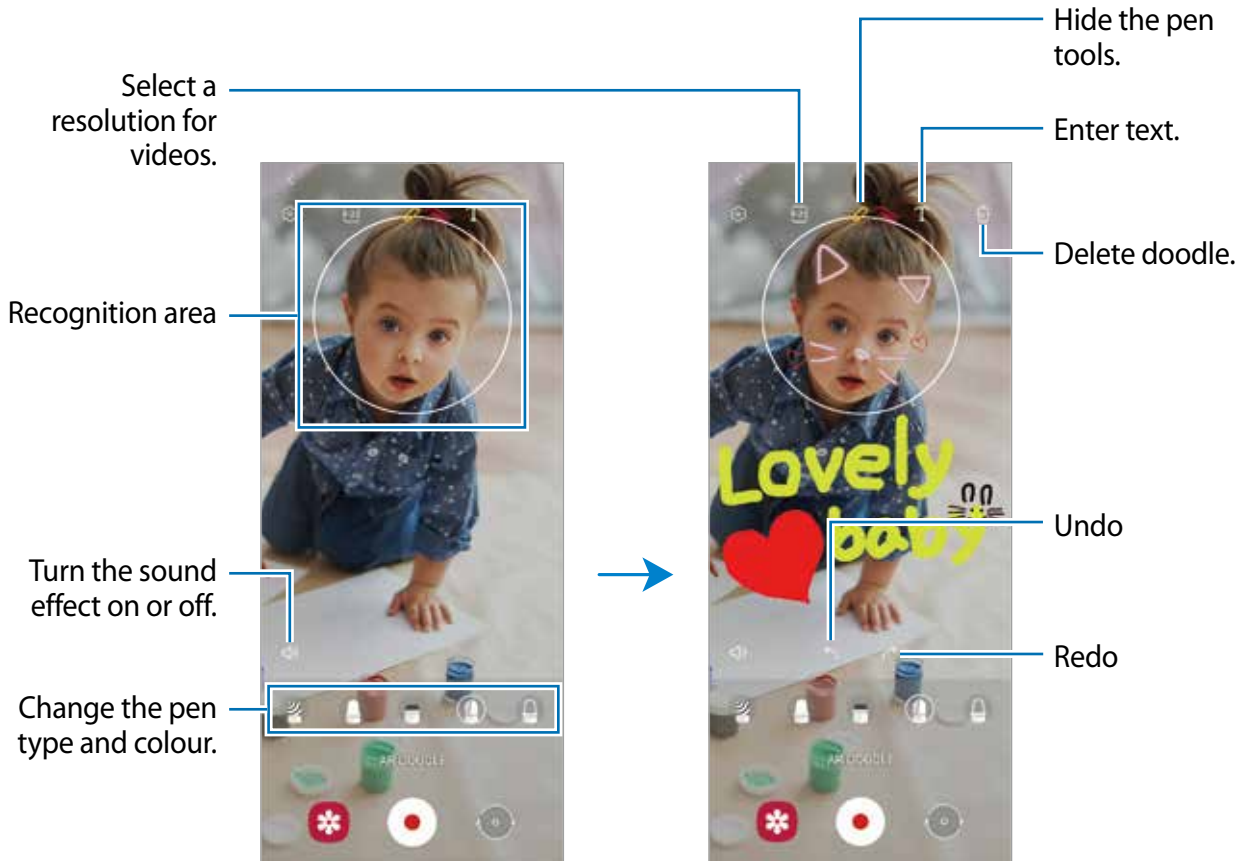 Hide the pen
tools.
Select a
resolution for
videos.
Enter text.
T
T
Delete doodle.
Recognition area
Lovely
baby
Undo
Turn the sound
effect on or off.
Redo
Change the pen
type and colour.
AR DOODLE
AR DOODLE